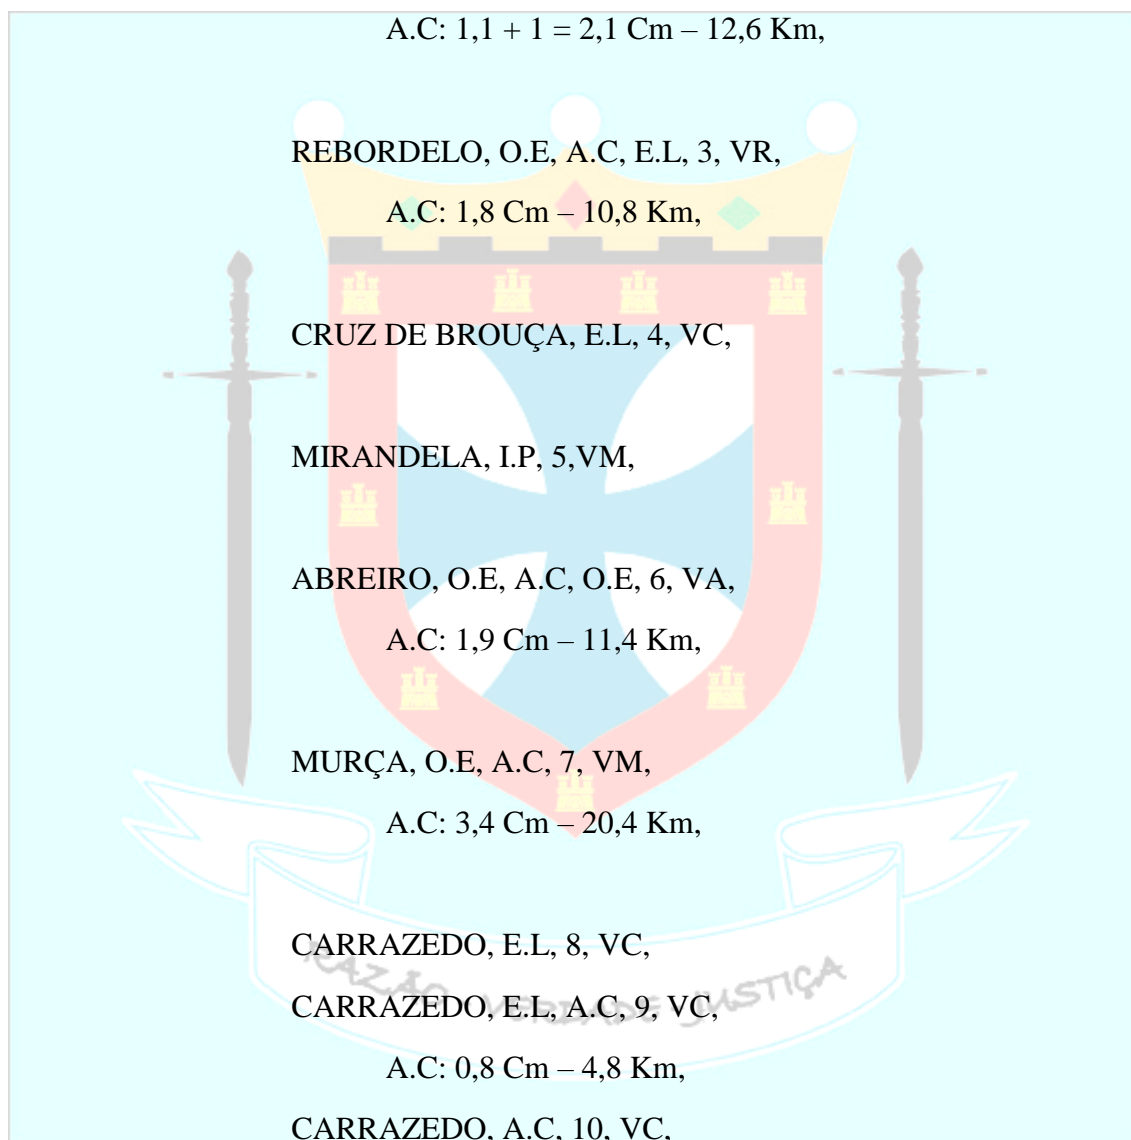 A.C: 1,1 + 1 = 2,1 Cm – 12,6 Km,
REBORDELO, O.E, A.C, E.L, 3, VR,
A.C: 1,8 Cm – 10,8 Km,
CRUZ DE BROUÇA, E.L, 4, VC,
MIRANDELA, I.P, 5,VM,
ABREIRO, O.E, A.C, O.E, 6, VA,
A.C: 1,9 Cm – 11,4 Km,
MURÇA, O.E, A.C, 7, VM,
A.C: 3,4 Cm – 20,4 Km,
CARRAZEDO, E.L, 8, VC,
RAZÃO VERDADE JUSTIÇA
CARRAZEDO, E.L, A.C, 9, VC,
A.C: 0,8 Cm – 4,8 Km,
CARRAZEDO, A.C, 10, VC,